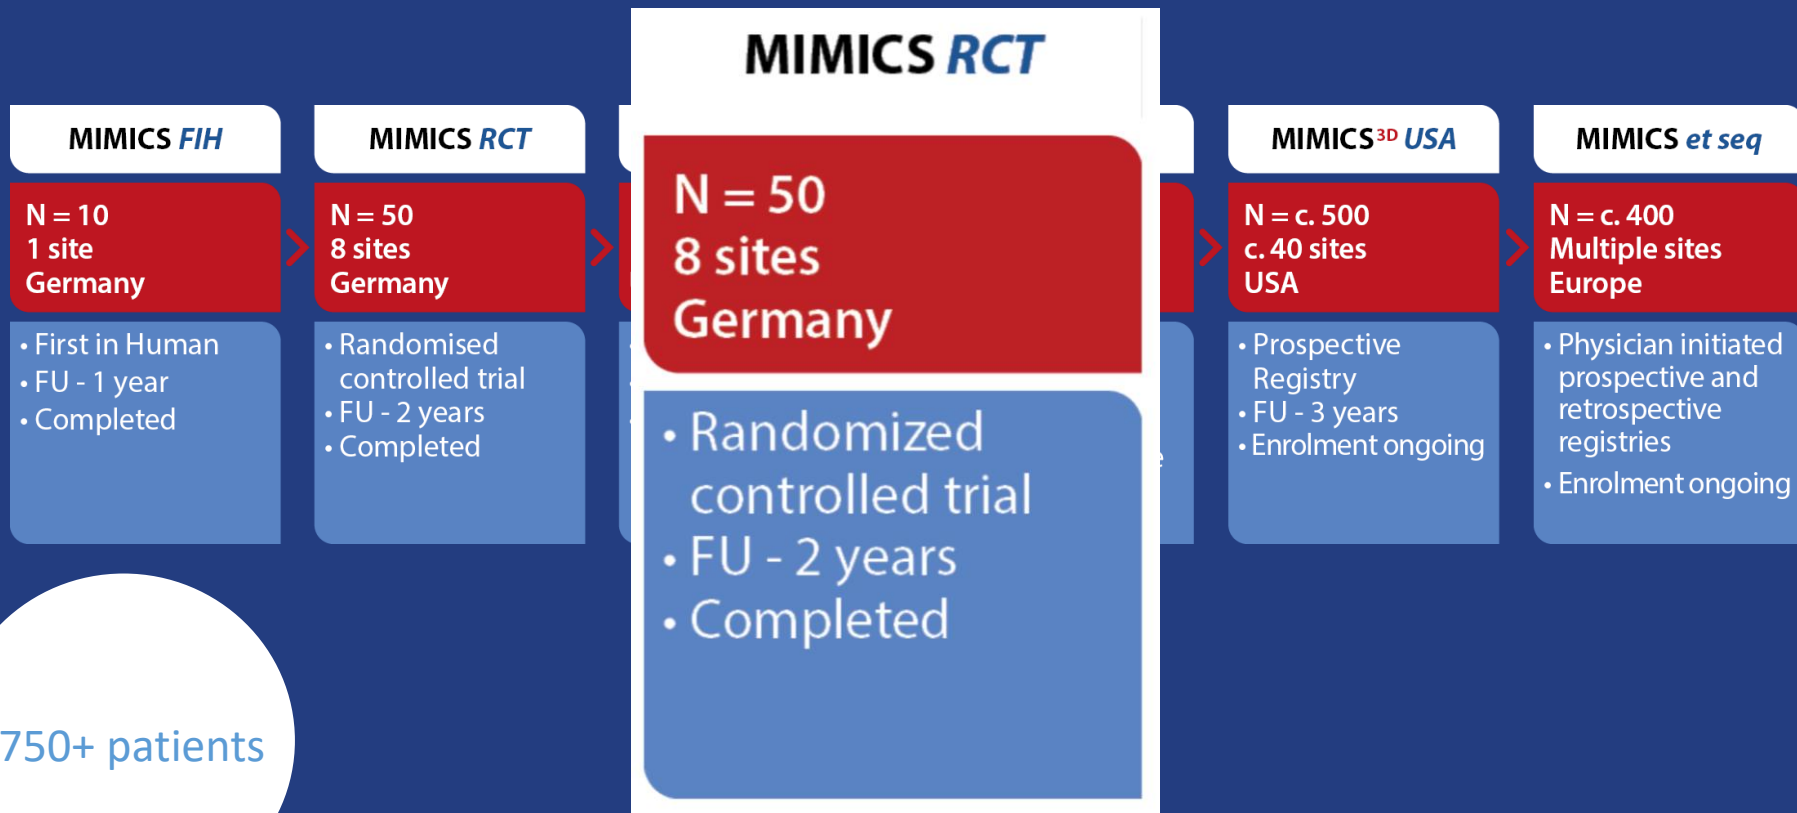 MIMICS FIH
N = 10
1 site
Germany
• First in Human
• FU - 1 year
• Completed
MIMICS RCT
N = 50
8 sites
Germany
• Randomised
controlled trial
• FU - 2 years
• Completed
MIMICS RCT
N = 50
8 sites
Germany
• Randomized
controlled trial
• FU - 2 years
• Completed
MIMICS3D USA
N = c. 500
c. 40 sites
USA
• Prospective
Registry
• FU - 3 years
• Enrolment ongoing
MIMICS et seq
N = c. 400
Multiple sites
Europe
• Physician initiated
prospective and
retrospective
registries
• Enrolment ongoing
750+ patients